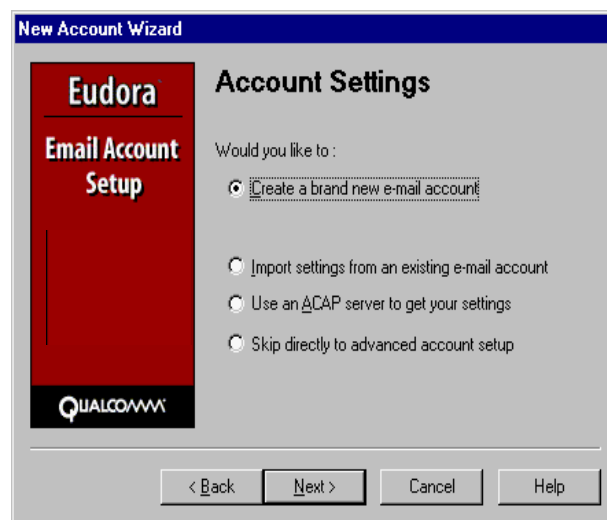 New Account Wizard
Eudora
Email Account
Setup
QUALCOMM
Account Settings
Would you like to :
Create a brand new e-mail account
Import settings from an existing e-mail account
Use an ACAP server to get your settings
Skip directly to advanced account setup
< Back
Next >
Cancel
Help